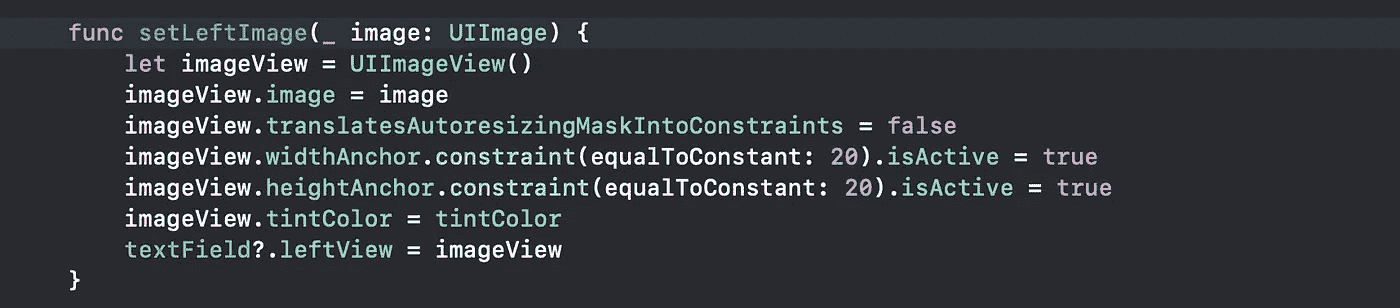 func setLeftImage(_ image: UIImage) {
    let imageView = UIImageView()
    imageView.image = image
    imageView.translatesAutoresizingMaskIntoConstraints = false
    imageView.widthAnchor.constraint(equalToConstant: 20).isActive = true
    imageView.heightAnchor.constraint(equalToConstant: 20).isActive = true
    imageView.tintColor = tintColor
    textField?.leftView = imageView
}